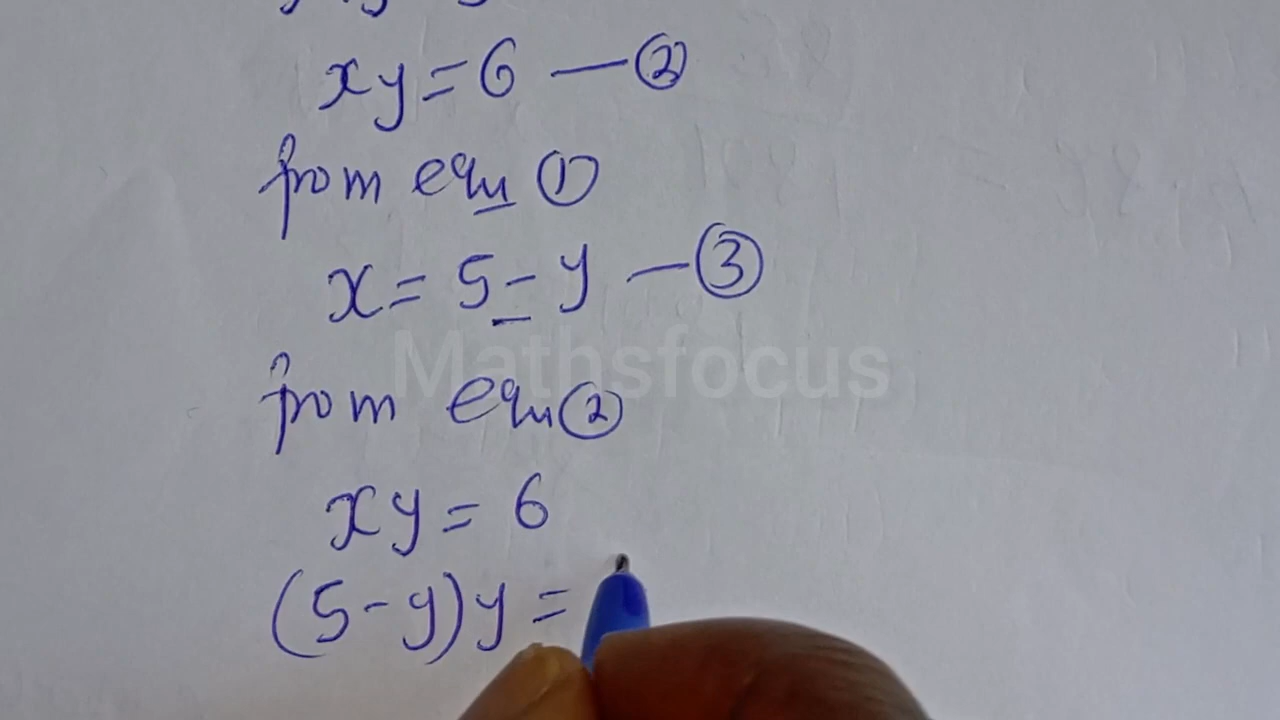 xy = 6 — ②
from eqn ①
x = 5 - y — ③
Mathsfocus
from eqn ②
xy = 6
(5 - y)y =